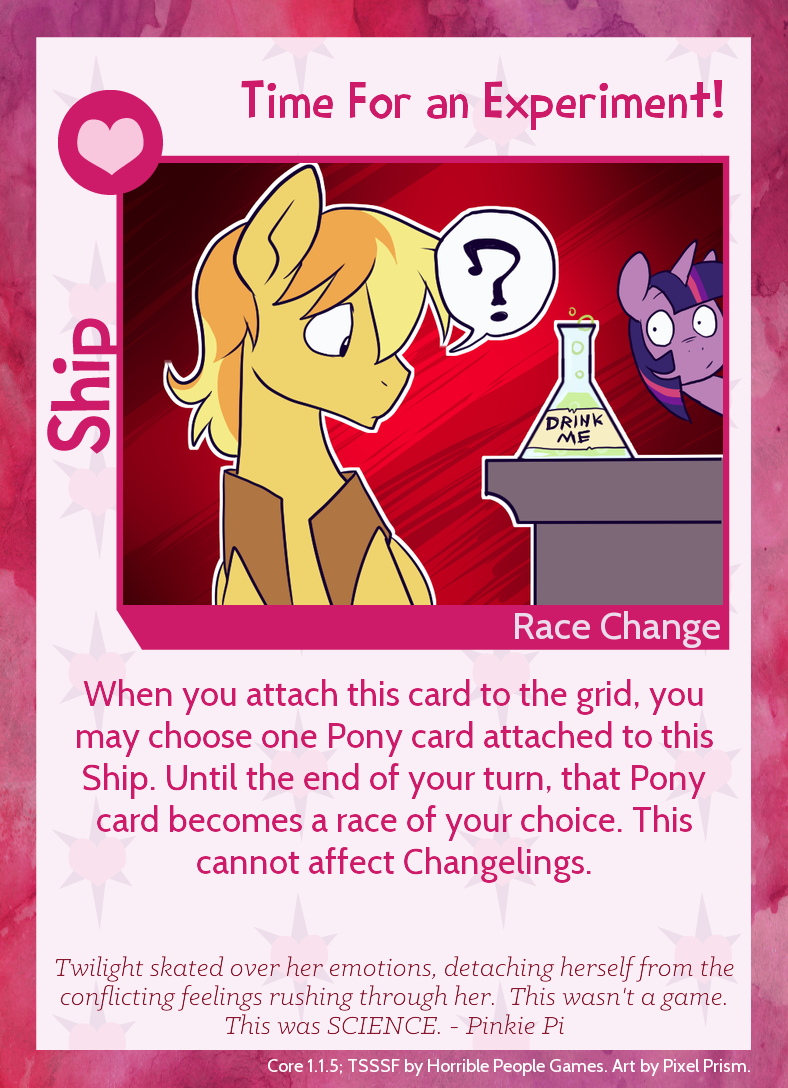 Time For an Experiment!
Ship
?
DRINK
ME
Race Change
When you attach this card to the grid, you
may choose one Pony card attached to this
Ship. Until the end of your turn, that Pony
card becomes a race of your choice. This
cannot affect Changelings.
Twilight skated over her emotions, detaching herself from the
conflicting feelings rushing through her.  This wasn't a game.
This was SCIENCE. - Pinkie Pi
Core 1.1.5; TSSSF by Horrible People Games. Art by Pixel Prism.